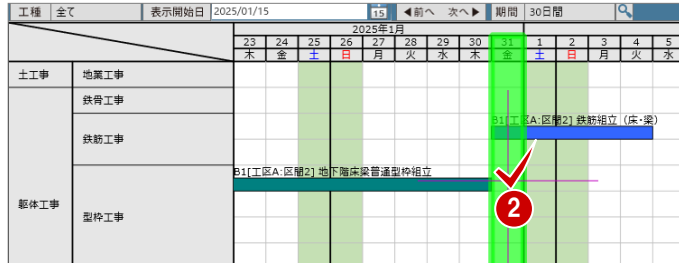 工種 全て 表示開始日 2025/01/15 15 ◀前へ 次へ▶ 期間 30日間
2025年1月
23 24 25 26 27 28 29 30 31 1 2 3 4 5
木 金 土 日 月 火 水 木 金 土 日 月 火 水
土工事 地業工事
鉄骨工事
B1[工区A:区間2] 鉄筋組立（床・梁）
鉄筋工事
B1[工区A:区間2] 地下階床梁普通型枠組立
2
躯体工事 型枠工事